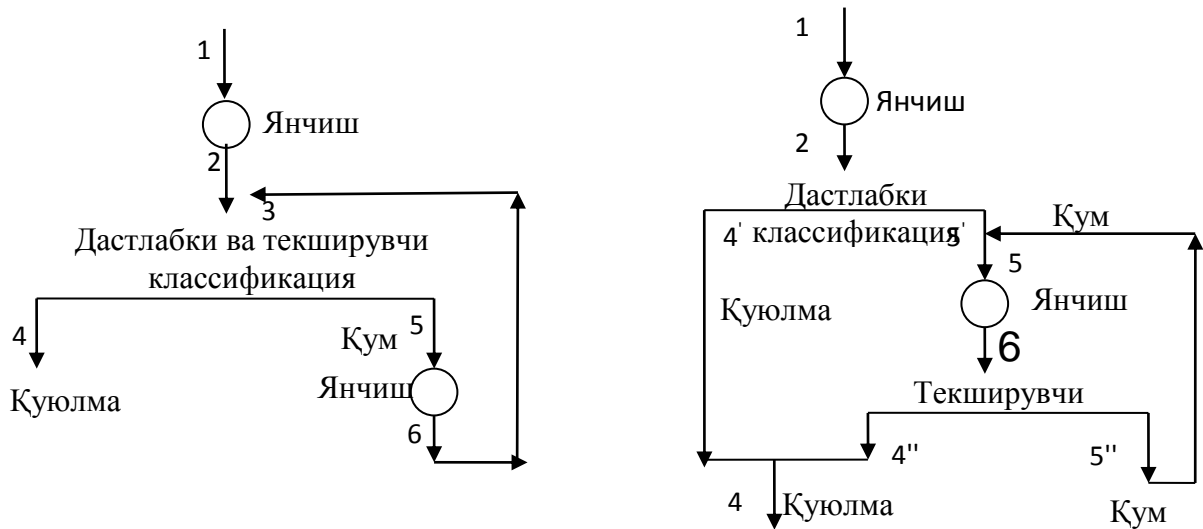 1
Янчиш
2
3
Дастлабки ва текширувчи
классификация
4
5
Қум
Қуюлма
Янчиш
6
1
Янчиш
2
Дастлабки
4' классификация
5'
Қум
5
Қуюлма
Янчиш
6
Текширувчи
4''
5''
4
Қуюлма
Қум